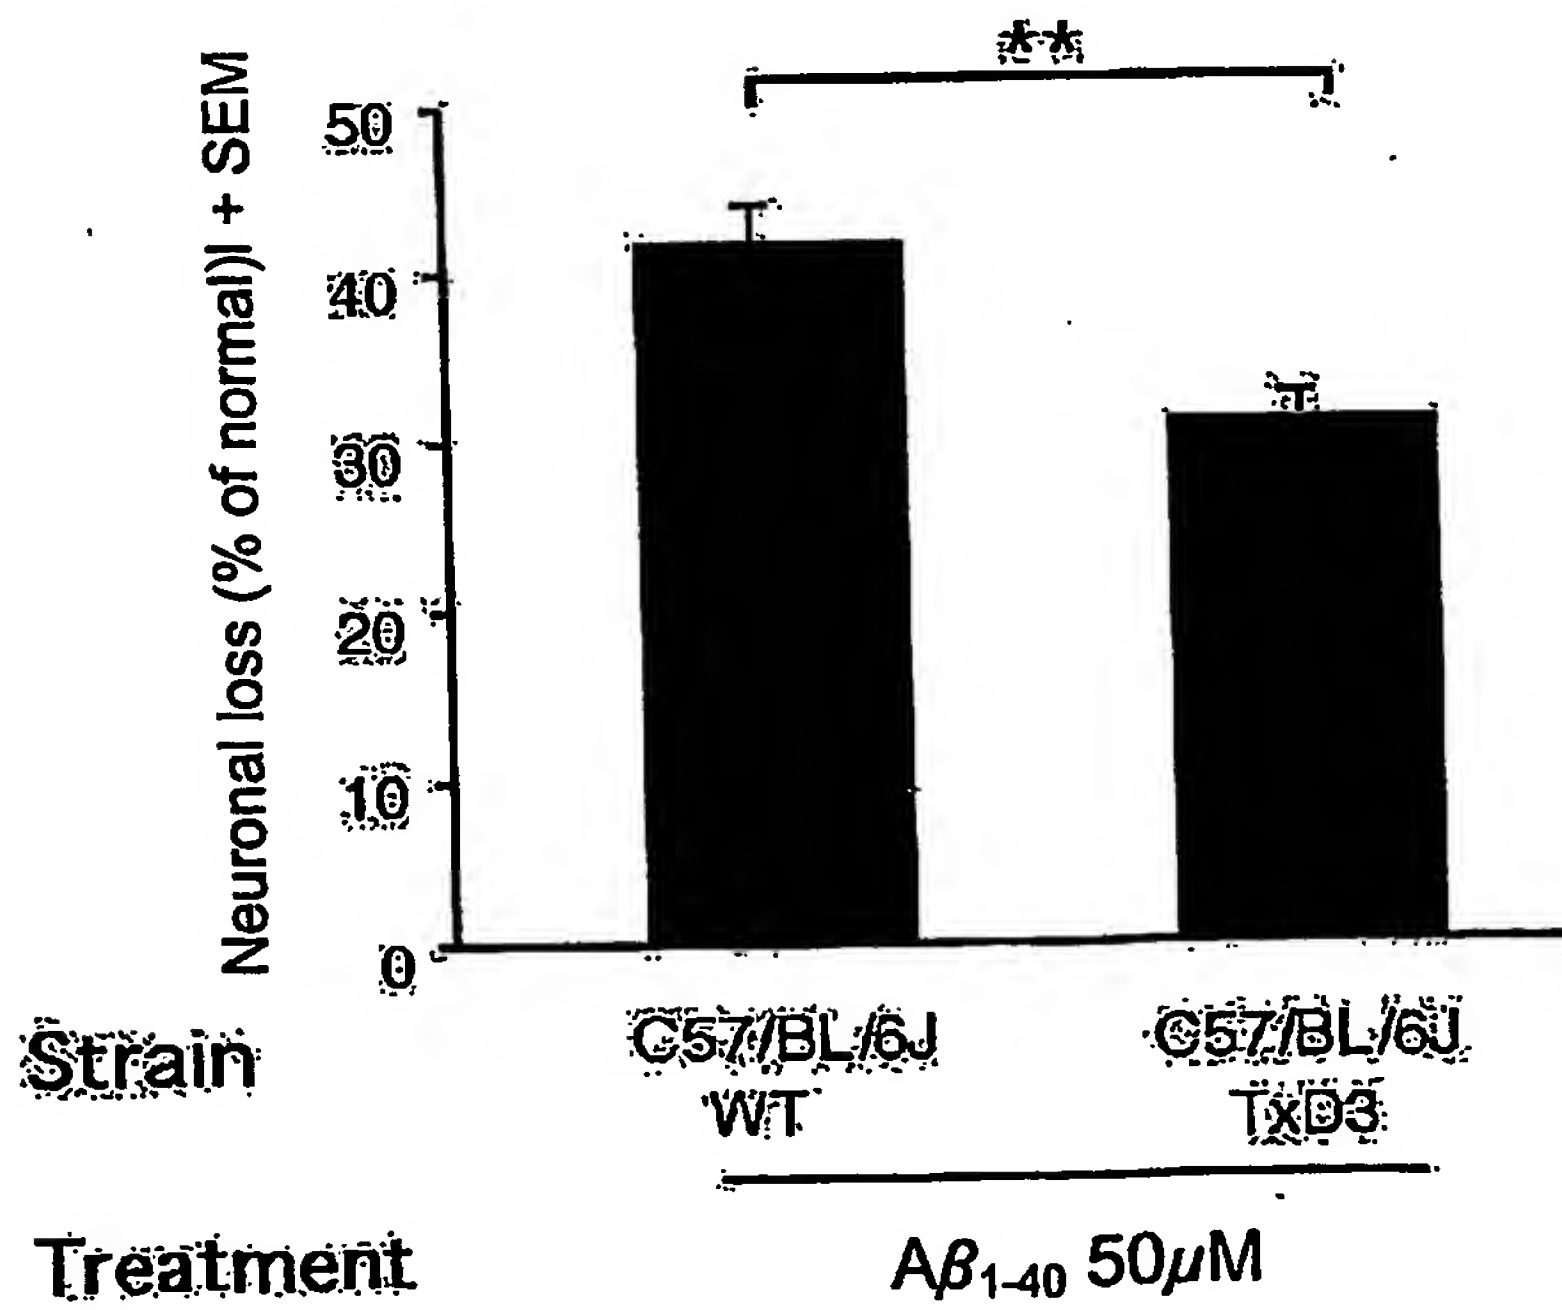 **
Neuronal loss (% of normal)l + SEM
50
40
30
20
10
0
Strain
C57/BL/6J
WT
C57/BL/6J
TxD3
Treatment
Aβ1-40 50μM